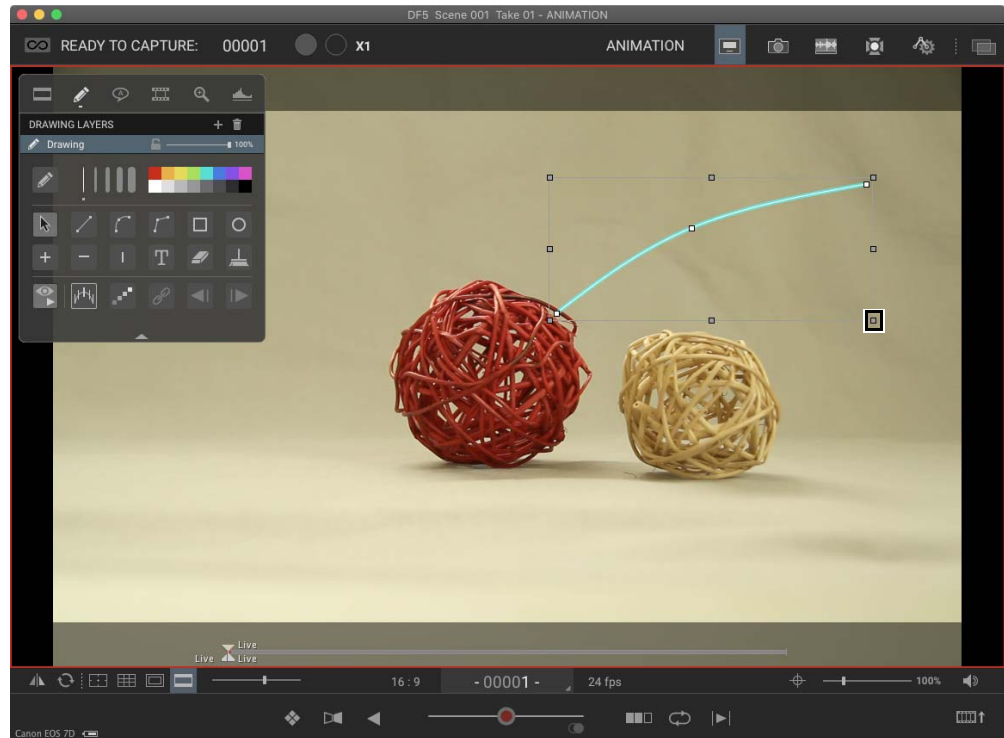 DF5 Scene 001 Take 01 - ANIMATION
READY TO CAPTURE: 00001 X1 ANIMATION
DRAWING LAYERS
Drawing 100%
T
Live
Live Live
16:9 - 00001 - 24 fps 100%
Canon EOS 7D